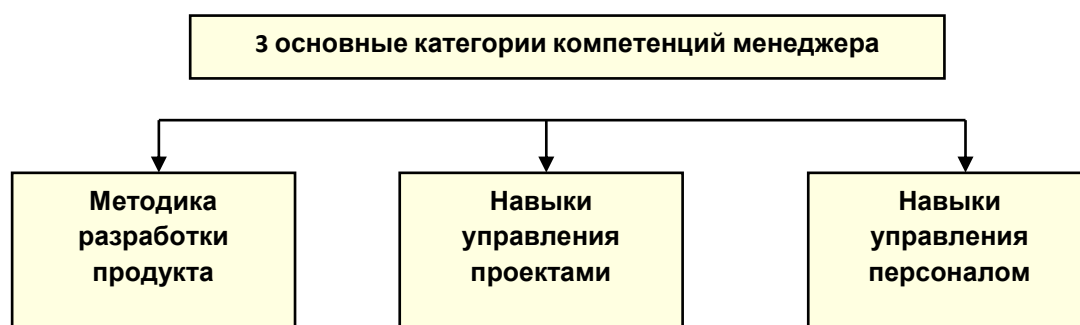 3 основные категории компетенций менеджера
Методика
разработки
продукта
Навыки
управления
проектами
Навыки
управления
персоналом